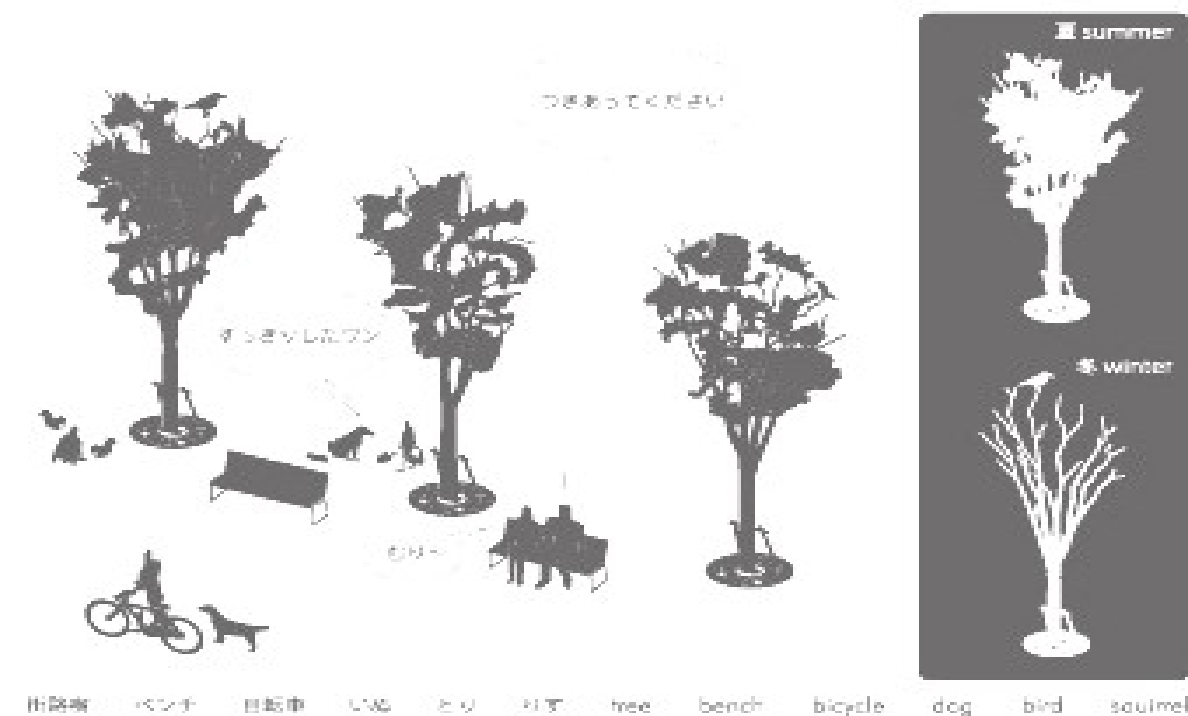 つきあってください
すっきりしたワン
むり〜
夏 summer
冬 winter
街路樹 ベンチ 自転車 いぬ とり りす tree bench bicycle dog bird squirrel